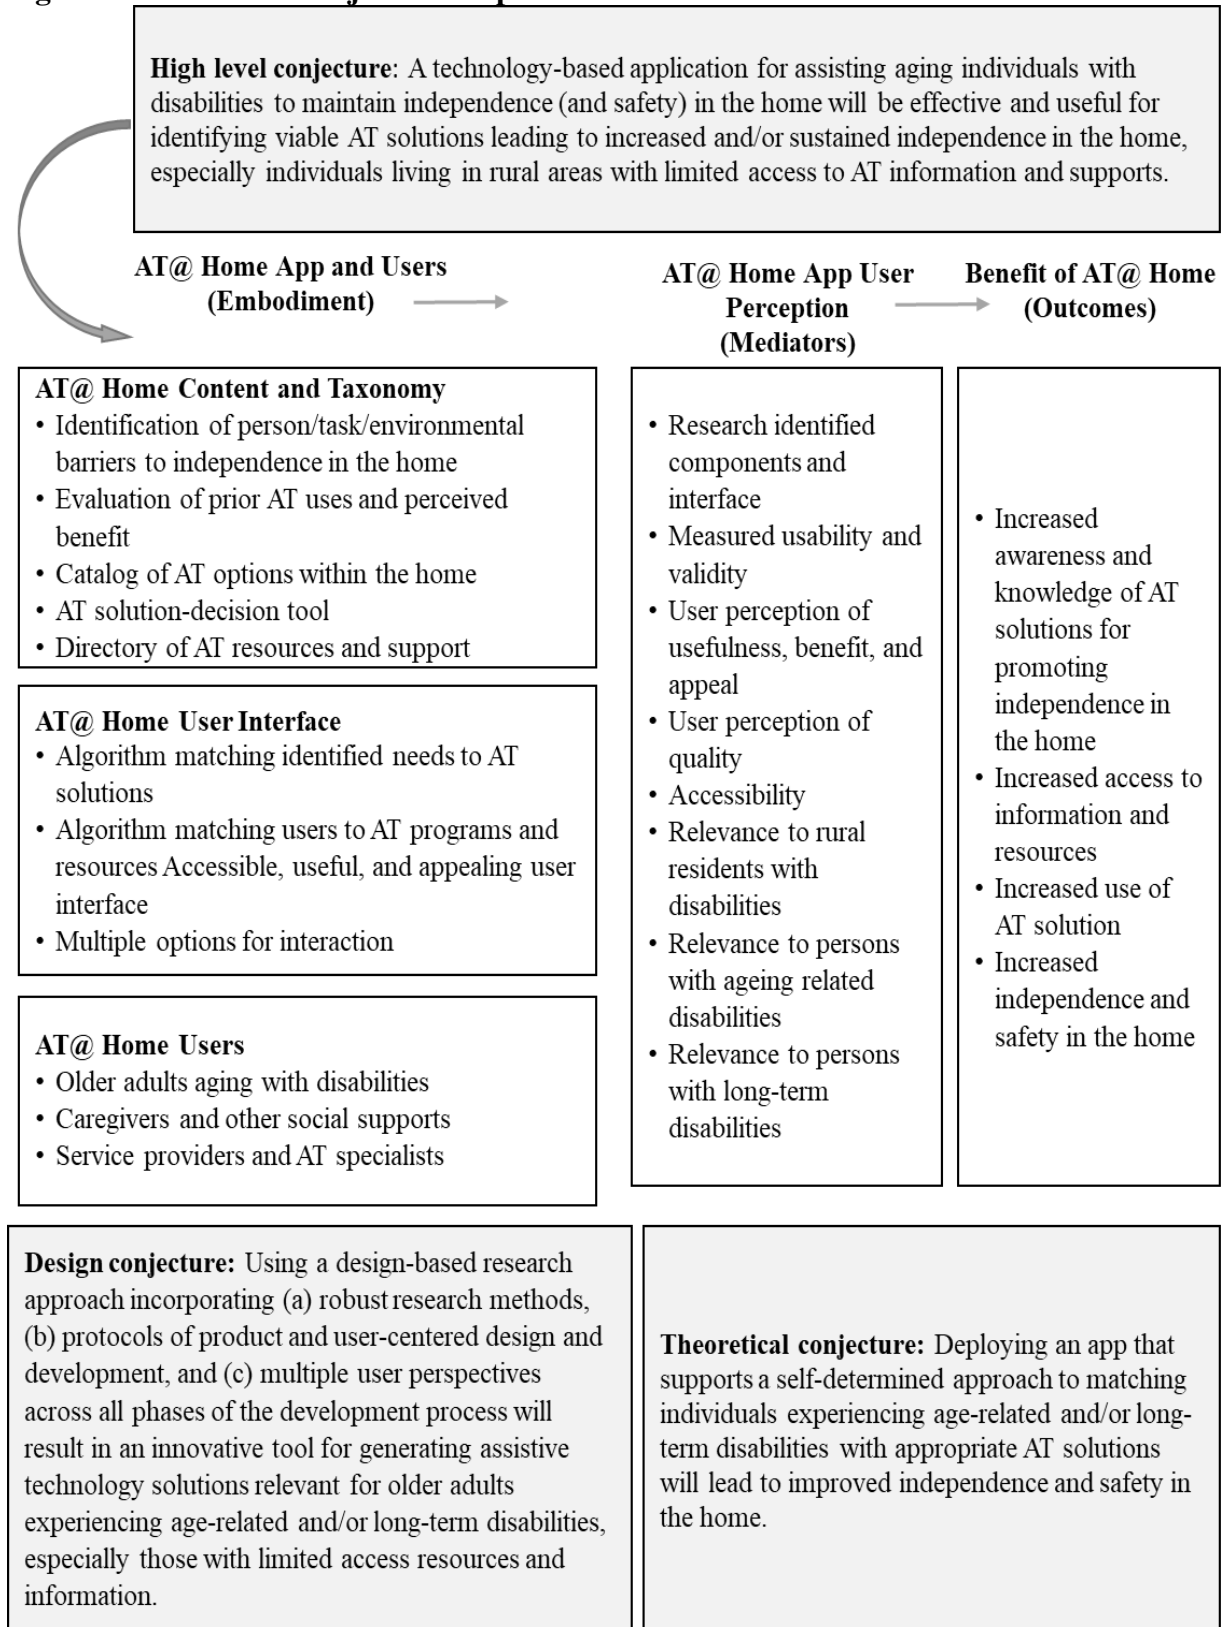 High level conjecture: A technology-based application for assisting aging individuals with
disabilities to maintain independence (and safety) in the home will be effective and useful for
identifying viable AT solutions leading to increased and/or sustained independence in the home,
especially individuals living in rural areas with limited access to AT information and supports.
AT@ Home App and Users
(Embodiment)
AT@ Home App User
Perception
(Mediators)
Benefit of AT@ Home
(Outcomes)
AT@ Home Content and Taxonomy
• Identification of person/task/environmental
barriers to independence in the home
• Evaluation of prior AT uses and perceived
benefit
• Catalog of AT options within the home
• AT solution-decision tool
• Directory of AT resources and support
AT@ Home User Interface
• Algorithm matching identified needs to AT
solutions
• Algorithm matching users to AT programs and
resources Accessible, useful, and appealing user
interface
• Multiple options for interaction
AT@ Home Users
• Older adults aging with disabilities
• Caregivers and other social supports
• Service providers and AT specialists
• Research identified
components and
interface
• Measured usability and
validity
• User perception of
usefulness, benefit, and
appeal
• User perception of
quality
• Accessibility
• Relevance to rural
residents with
disabilities
• Relevance to persons
with ageing related
disabilities
• Relevance to persons
with long-term
disabilities
• Increased
awareness and
knowledge of AT
solutions for
promoting
independence in
the home
• Increased access to
information and
resources
• Increased use of
AT solution
• Increased
independence and
safety in the home
Design conjecture: Using a design-based research
approach incorporating (a) robust research methods,
(b) protocols of product and user-centered design and
development, and (c) multiple user perspectives
across all phases of the development process will
result in an innovative tool for generating assistive
technology solutions relevant for older adults
experiencing age-related and/or long-term disabilities,
especially those with limited access resources and
information.
Theoretical conjecture: Deploying an app that
supports a self-determined approach to matching
individuals experiencing age-related and/or long-
term disabilities with appropriate AT solutions
will lead to improved independence and safety in
the home.